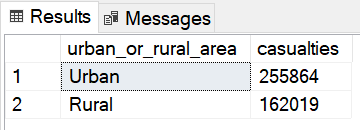 Results Messages
urban_or_rural_area casualties
1 Urban 255864
2 Rural 162019